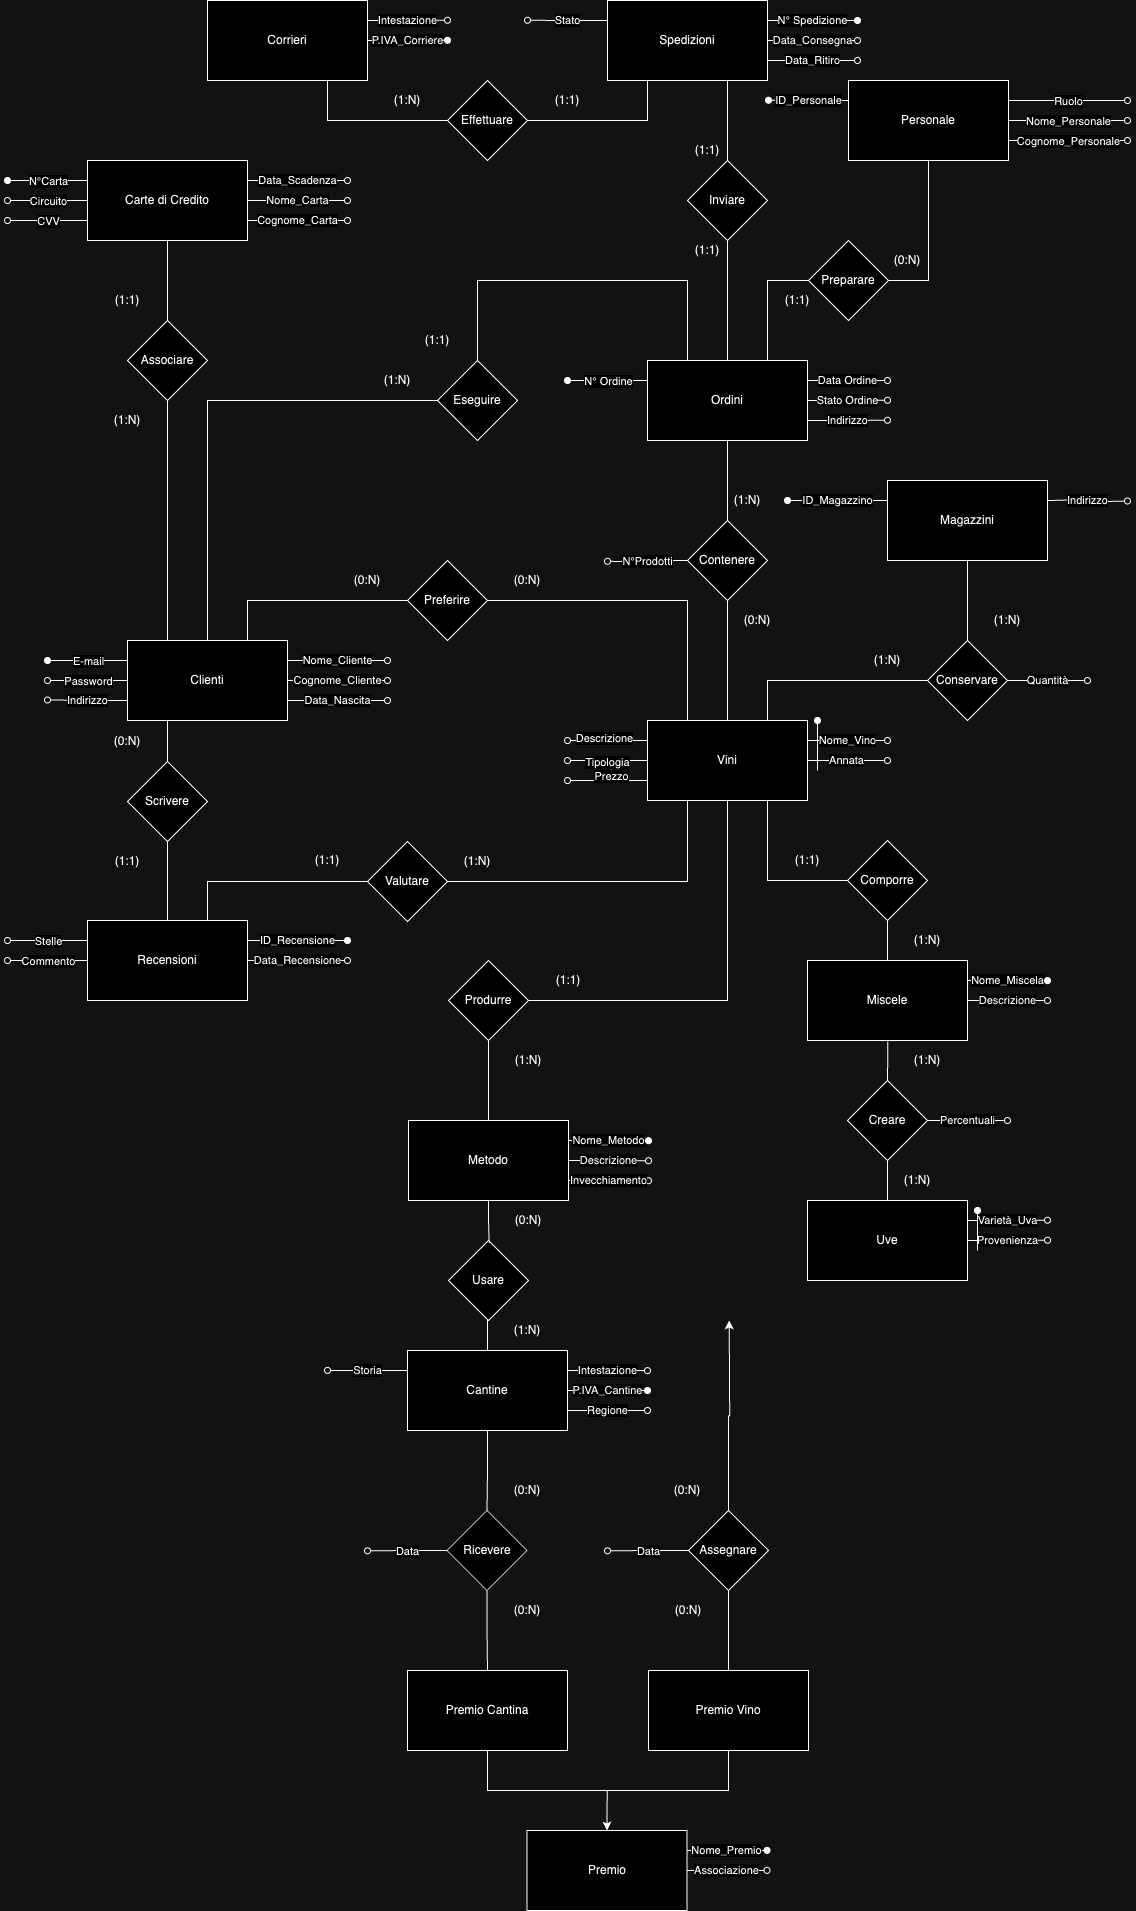 Corrieri
Intestazione
P.IVA_Corriere
Stato
Spedizioni
N° Spedizione
Data_Consegna
Data_Ritiro
(1:N)
Effettuare
(1:1)
ID_Personale
Personale
Ruolo
Nome_Personale
Cognome_Personale
(1:1)
Inviare
(1:1)
N°Carta
Circuito
CVV
Carte di Credito
Data_Scadenza
Nome_Carta
Cognome_Carta
Preparare
(0:N)
(1:1)
(1:1)
Associare
(1:N)
(1:1)
(1:N)
Eseguire
N° Ordine
Ordini
Data Ordine
Stato Ordine
Indirizzo
(1:N)
N°Prodotti
Contenere
(0:N)
ID_Magazzino
Magazzini
Indirizzo
(1:N)
(1:N)
Conservare
Quantità
(0:N)
Preferire
(0:N)
E-mail
Password
Indirizzo
Clienti
Nome_Cliente
Cognome_Cliente
Data_Nascita
(0:N)
Scrivere
(1:1)
Descrizione
Tipologia
Prezzo
Vini
Nome_Vino
Annata
(1:1)
Valutare
(1:N)
(1:1)
Comporre
(1:N)
Stelle
Commento
Recensioni
ID_Recensione
Data_Recensione
Produrre
(1:1)
(1:N)
Miscele
Nome_Miscela
Descrizione
(1:N)
Creare
Percentuali
(1:N)
Metodo
Nome_Metodo
Descrizione
Invecchiamento
(0:N)
Uve
Varietà_Uva
Provenienza
Usare
(1:N)
Storia
Cantine
Intestazione
P.IVA_Cantine
Regione
(0:N)
(0:N)
Data
Ricevere
Data
Assegnare
(0:N)
(0:N)
Premio Cantina
Premio Vino
Premio
Nome_Premio
Associazione